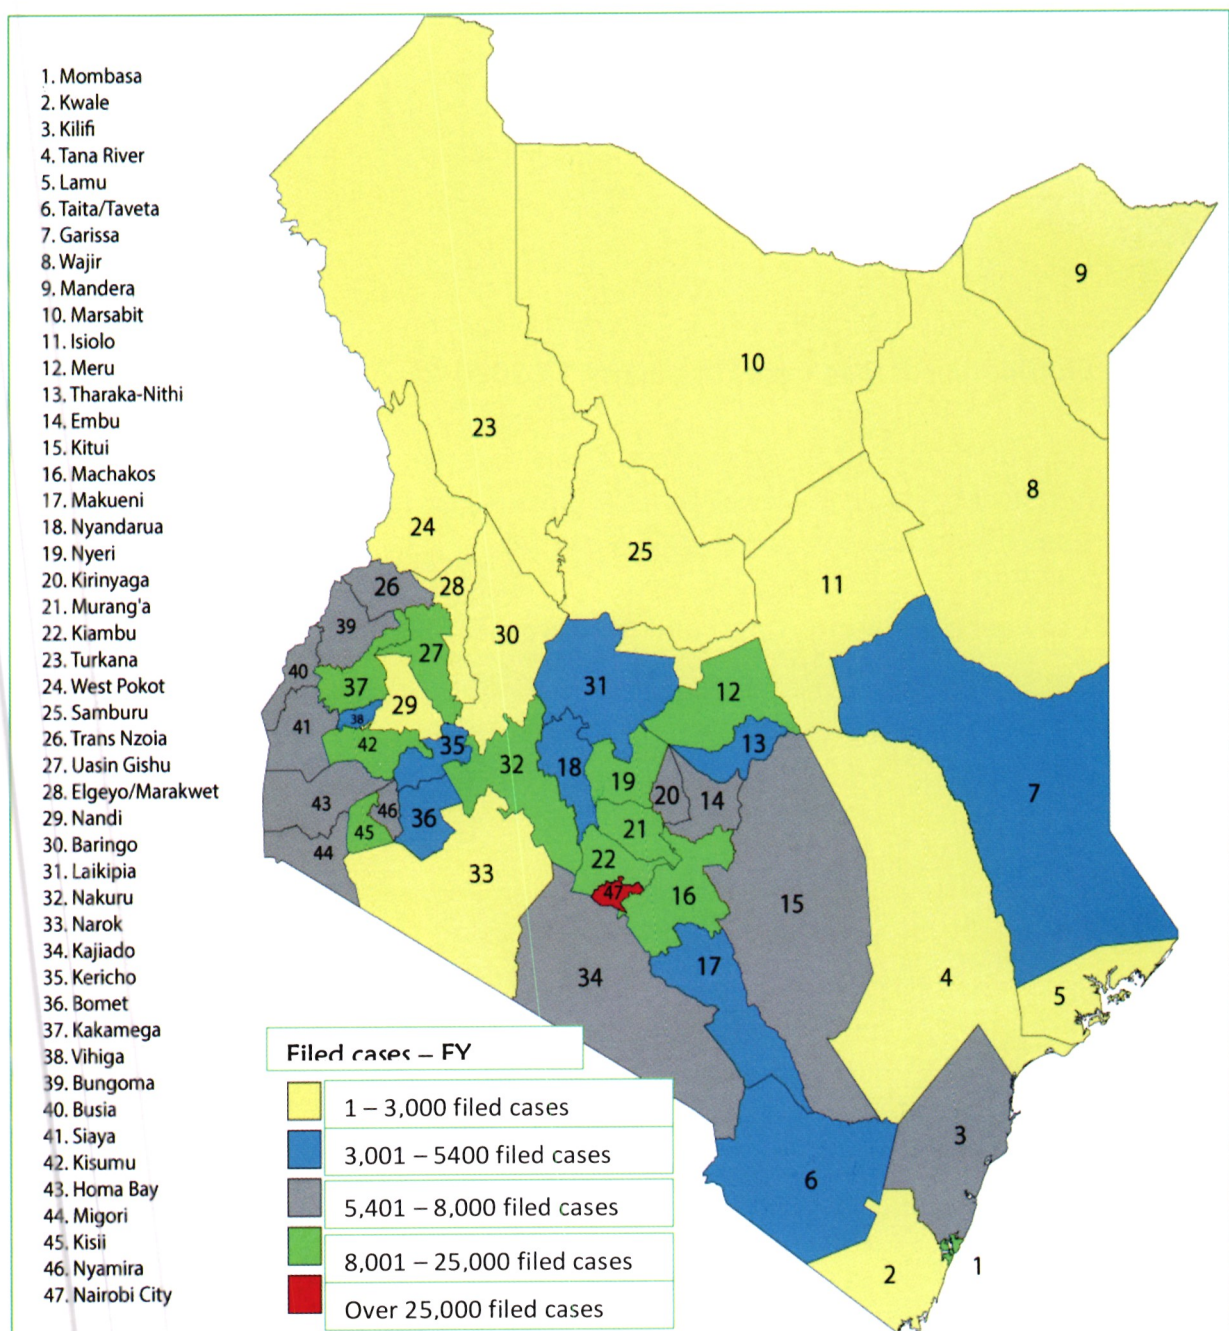 1. Mombasa
2. Kwale
3. Kilifi
4. Tana River
5. Lamu
6. Taita/Taveta
7. Garissa
8. Wajir
9. Mandera
10. Marsabit
11. Isiolo
12. Meru
13. Tharaka-Nithi
14. Embu
15. Kitui
16. Machakos
17. Makueni
18. Nyandarua
19. Nyeri
20. Kirinyaga
21. Murang'a
22. Kiambu
23. Turkana
24. West Pokot
25. Samburu
26. Trans Nzoia
27. Uasin Gishu
28. Elgeyo/Marakwet
29. Nandi
30. Baringo
31. Laikipia
32. Nakuru
33. Narok
34. Kajiado
35. Kericho
36. Bomet
37. Kakamega
38. Vihiga
39. Bungoma
40. Busia
41. Siaya
42. Kisumu
43. Homa Bay
44. Migori
45. Kisii
46. Nyamira
47. Nairobi City
9
10
23
8
24
25
11
28
26
39
30
27
40
31
37
12
29
38
41
42
35
13
32
18
19
7
20
14
43
46
36
45
21
44
22
33
47
16
15
17
34
4
5
3
6
1
2
Filed cases – FY
1 – 3,000 filed cases
3,001 – 5400 filed cases
5,401 – 8,000 filed cases
8,001 – 25,000 filed cases
Over 25,000 filed cases